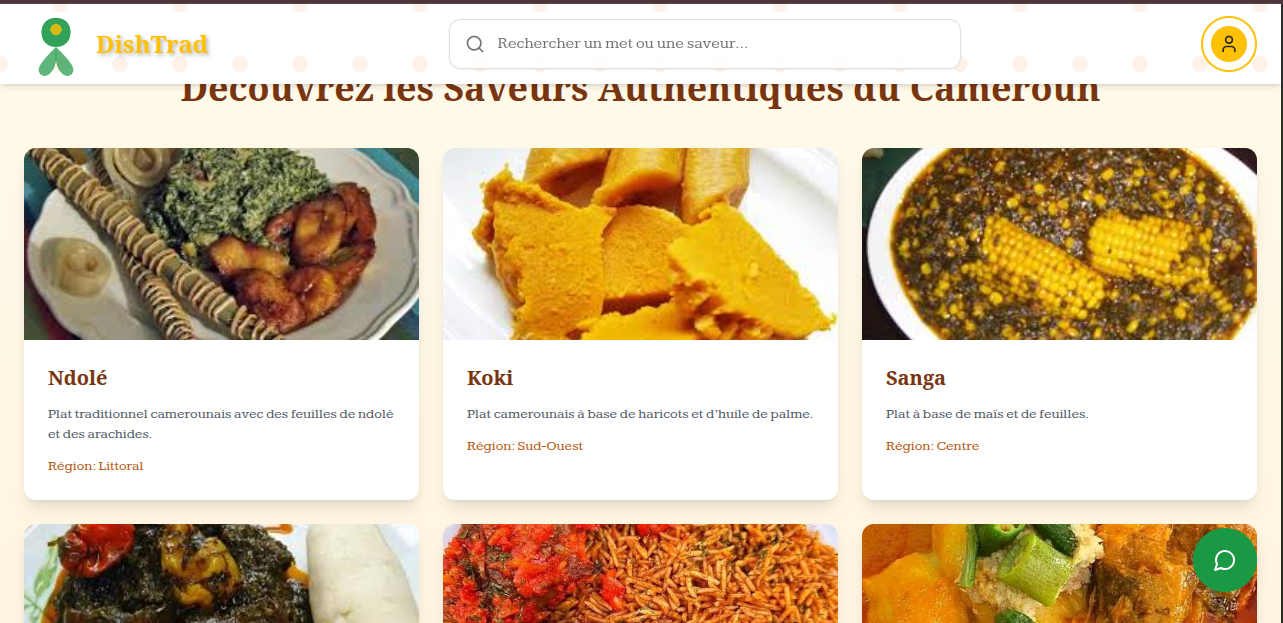 DishTrad
Rechercher un met ou une saveur...
Découvrez les Saveurs Authentiques du Cameroun
Ndolé
Plat traditionnel camerounais avec des feuilles de ndolé
et des arachides.
Région: Littoral
Koki
Plat camerounais à base de haricots et d'huile de palme.
Région: Sud-Ouest
Sanga
Plat à base de maïs et de feuilles.
Région: Centre